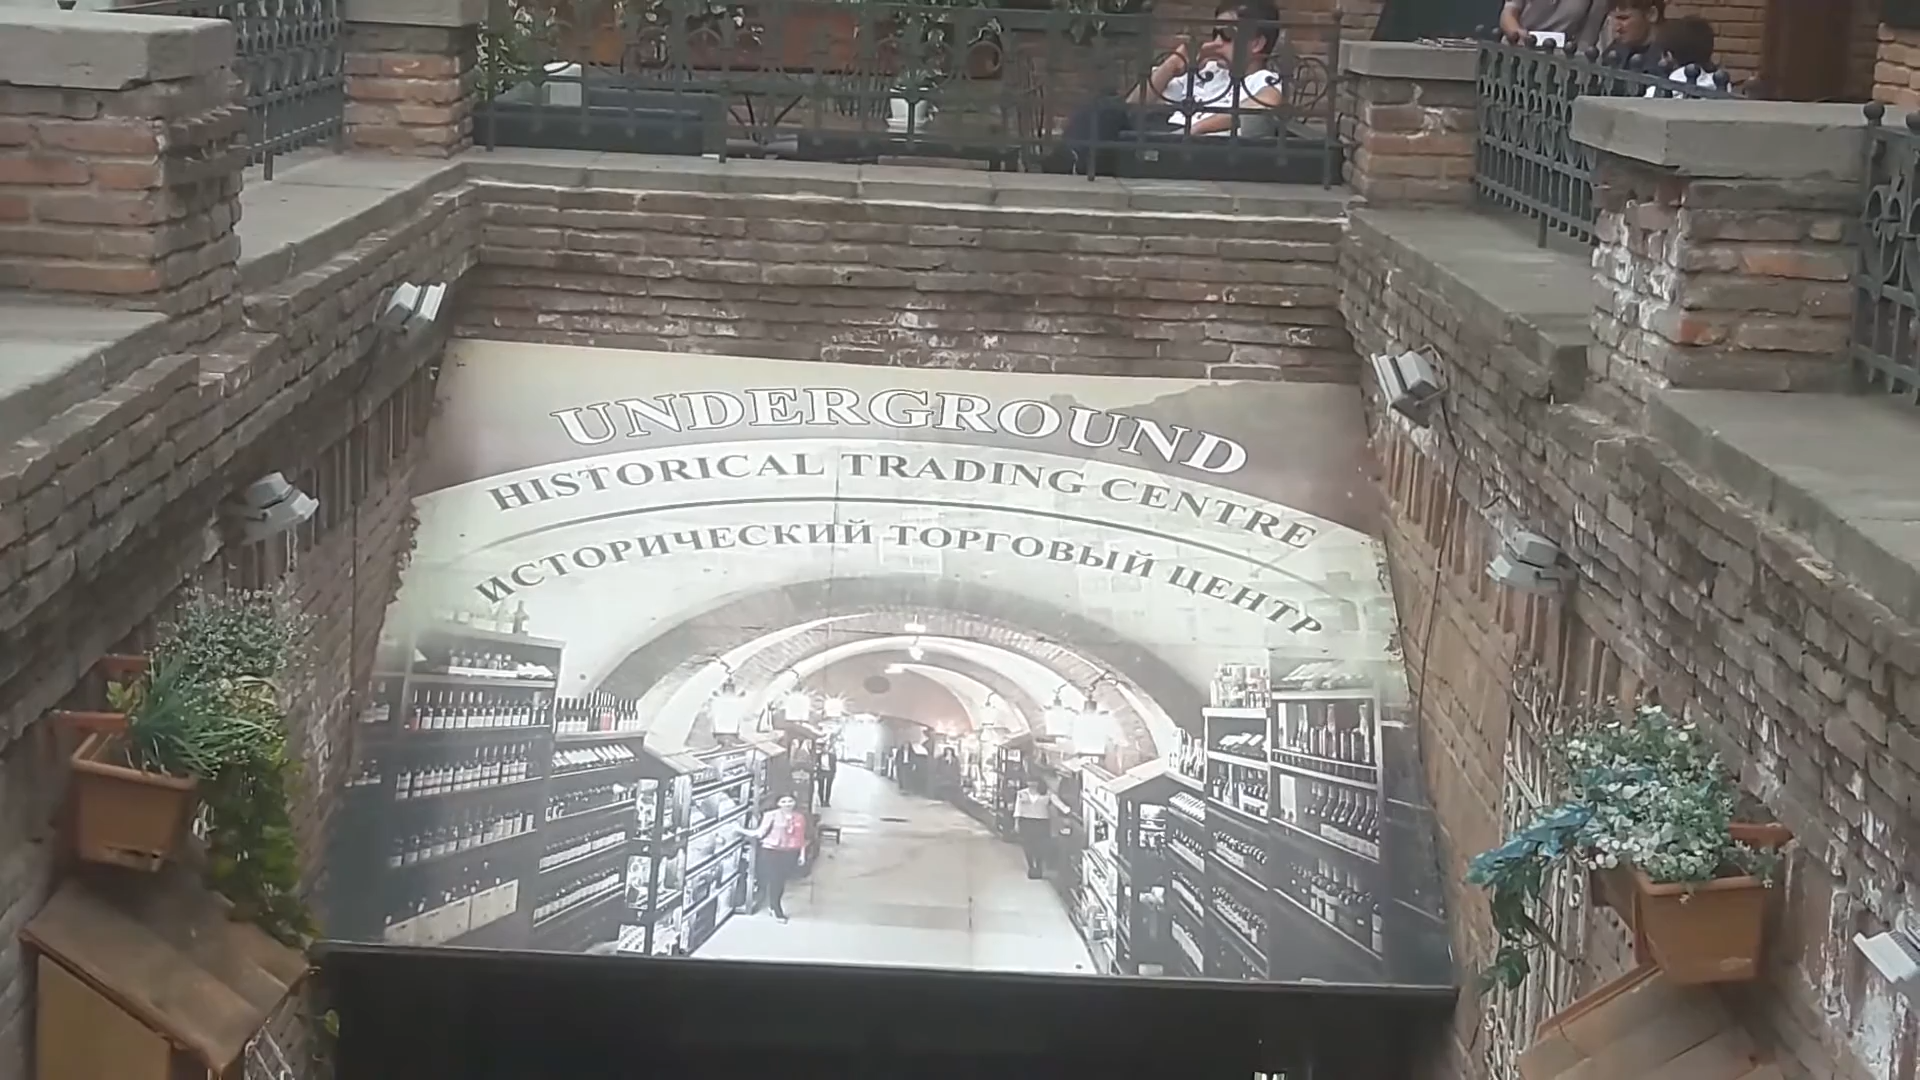 UNDERGROUND
HISTORICAL TRADING CENTRE
ИСТОРИЧЕСКИЙ ТОРГОВЫЙ ЦЕНТР